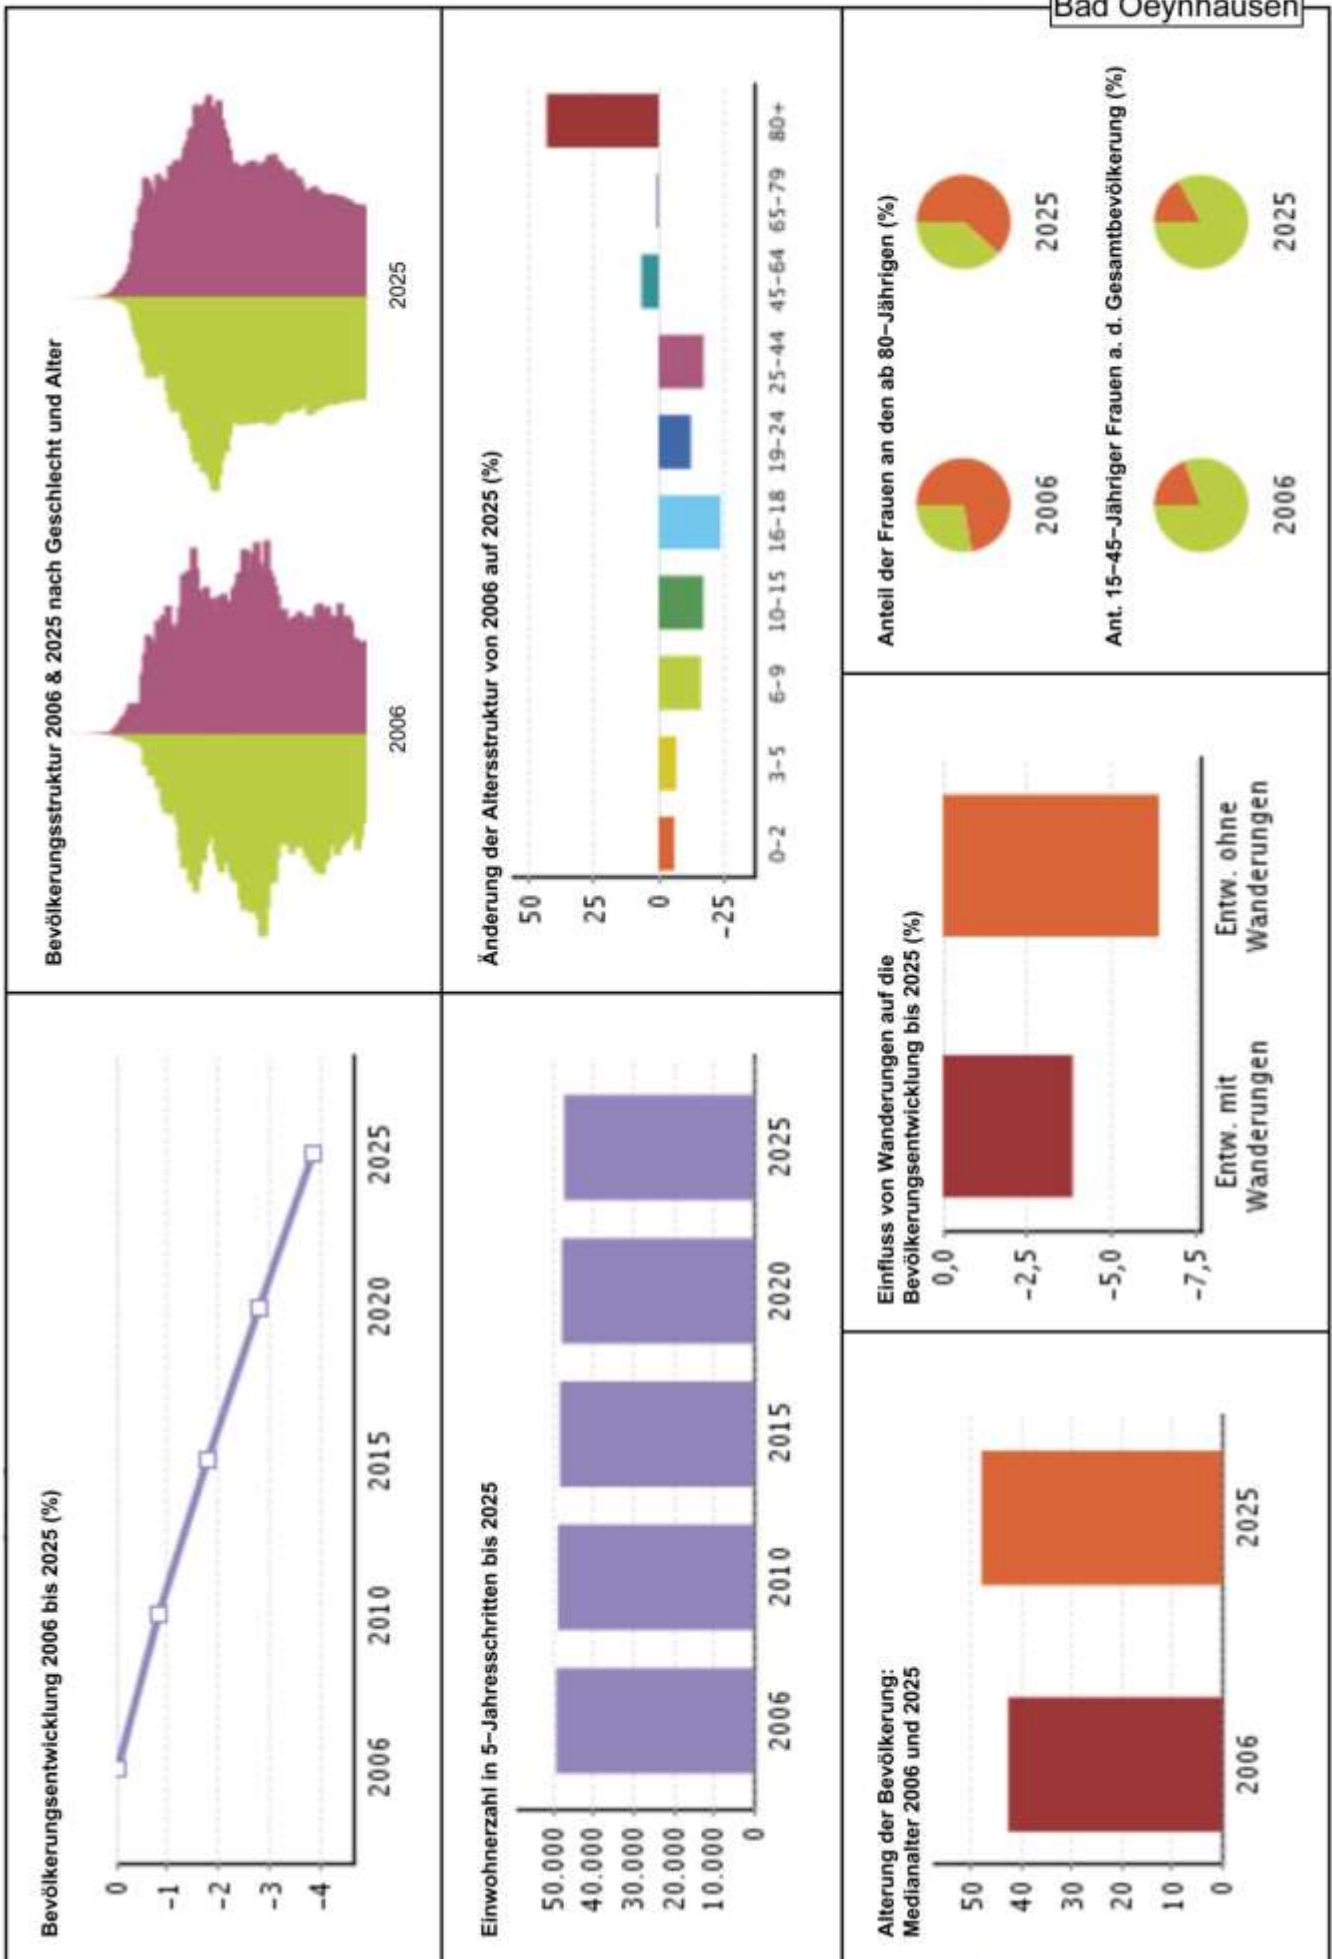 Bad Oeynhausen
Bevölkerungsentwicklung 2006 bis 2025 (%)
0
-1
-2
-3
-4
2006 2010 2015 2020 2025
Bevölkerungsstruktur 2006 & 2025 nach Geschlecht und Alter
2006 2025
Einwohnerzahl in 5-Jahresschritten bis 2025
50.000
40.000
30.000
20.000
10.000
0
2006 2010 2015 2020 2025
Änderung der Altersstruktur von 2006 auf 2025 (%)
50
25
0
-25
0-2 3-5 6-9 10-15 16-18 19-24 25-44 45-64 65-79 80+
Alterung der Bevölkerung:
Medianalter 2006 und 2025
50
40
30
20
10
0
2006 2025
Einfluss von Wanderungen auf die
Bevölkerungsentwicklung bis 2025 (%)
0,0
-2,5
-5,0
-7,5
Entw. mit
Wanderungen
Entw. ohne
Wanderungen
Anteil der Frauen an den ab 80-Jährigen (%)
2006 2025
Ant. 15-45-Jähriger Frauen a. d. Gesamtbevölkerung (%)
2006 2025